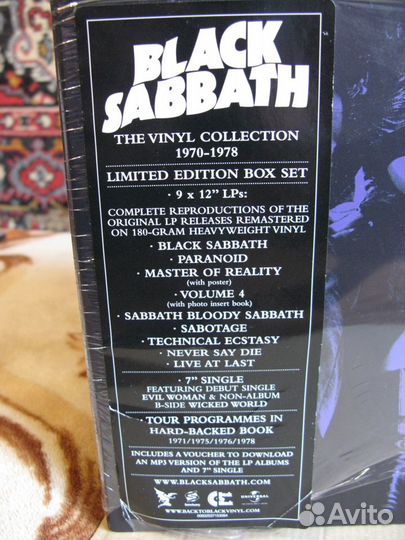 BLACK
SABBATH
THE VINYL COLLECTION
1970-1978
LIMITED EDITION BOX SET
· 9 x 12" LPs:
COMPLETE REPRODUCTIONS OF THE
ORIGINAL LP RELEASES REMASTERED
ON 180-GRAM HEAVYWEIGHT VINYL
· BLACK SABBATH
· PARANOID
· MASTER OF REALITY
(with poster)
· VOLUME 4
(with photo insert book)
· SABBATH BLOODY SABBATH
· SABOTAGE
· TECHNICAL ECSTASY
· NEVER SAY DIE
· LIVE AT LAST
· 7" SINGLE
FEATURING DEBUT SINGLE
EVIL WOMAN & NON-ALBUM
B-SIDE WICKED WORLD
· TOUR PROGRAMMES IN
HARD-BACKED BOOK
1971/1975/1976/1978
INCLUDES A VOUCHER TO DOWNLOAD
AN MP3 VERSION OF THE LP ALBUMS
AND 7" SINGLE
WWW.BLACKSABBATH.COM
UNIVERSAL
WWW.BACKTOBLACKVINYL.COM
Avito